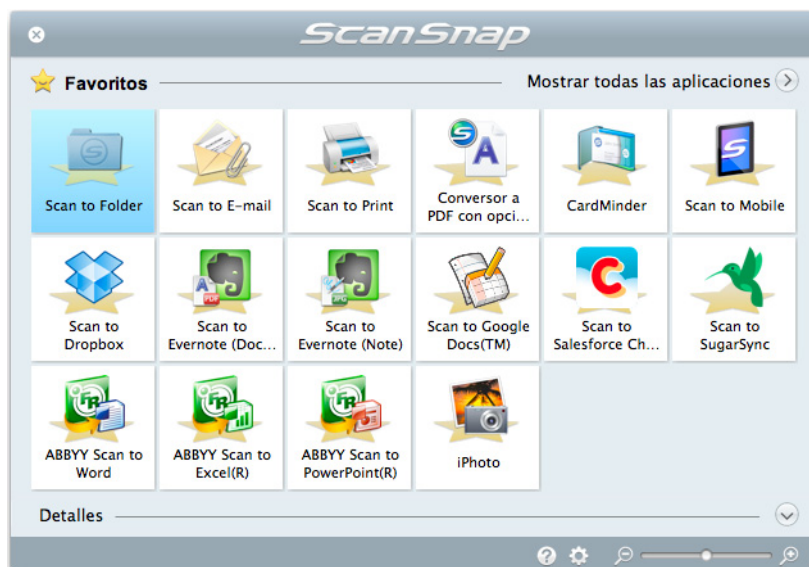 ScanSnap
Favoritos
Mostrar todas las aplicaciones
Scan to Folder
Scan to E-mail
Scan to Print
Conversor a
PDF con opci...
CardMinder
Scan to Mobile
Scan to
Dropbox
Scan to
Evernote (Doc...
Scan to
Evernote (Note)
Scan to Google
Docs(TM)
Scan to
Salesforce Ch...
Scan to
SugarSync
ABBYY Scan to
Word
ABBYY Scan to
Excel(R)
ABBYY Scan to
PowerPoint(R)
iPhoto
Detalles